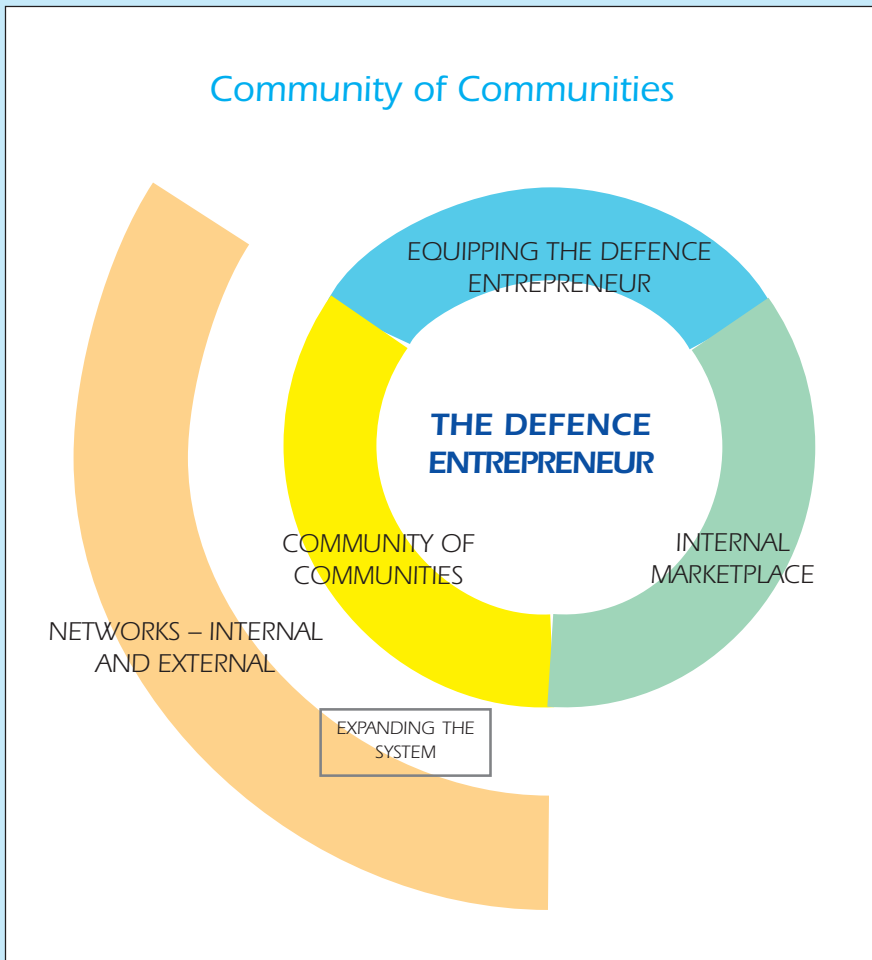 Community of Communities
EQUIPPING THE DEFENCE
ENTREPRENEUR
THE DEFENCE
ENTREPRENEUR
COMMUNITY OF
COMMUNITIES
INTERNAL
MARKETPLACE
NETWORKS – INTERNAL
AND EXTERNAL
EXPANDING THE
SYSTEM